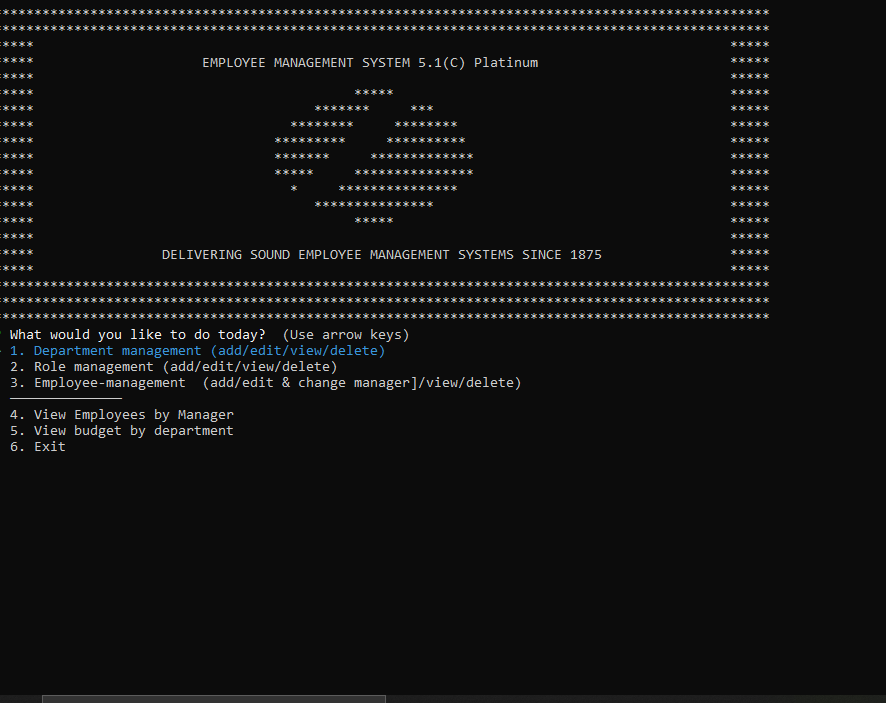 EMPLOYEE MANAGEMENT SYSTEM 5.1(C) Platinum
DELIVERING SOUND EMPLOYEE MANAGEMENT SYSTEMS SINCE 1875
What would you like to do today?  (Use arrow keys)
1. Department management (add/edit/view/delete)
2. Role management (add/edit/view/delete)
3. Employee-management  (add/edit & change manager]/view/delete)
4. View Employees by Manager
5. View budget by department
6. Exit